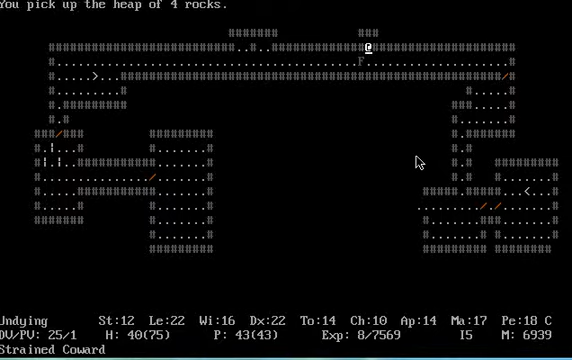 You pick up the heap of 4 rocks.
Undying St:12 Le:22 Wi:16 Dx:22 To:14 Ch:10 Ap:14 Ma:17 Pe:18 C
DV/PV: 25/1 H: 40(75) P: 43(43) Exp: 8/7569 I5 M: 6939
Strained Coward